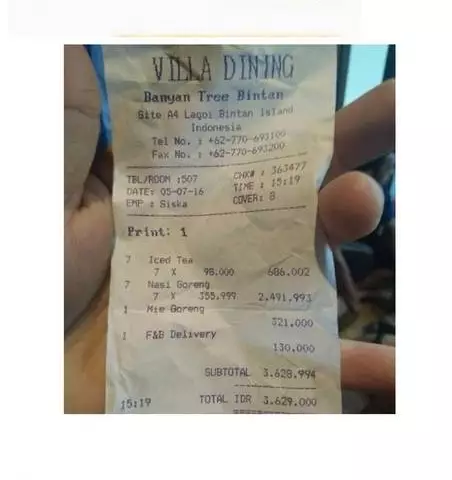 VILLA DINING
Banyan Tree Bintan
Site A4 Lagoi Bintan Island
Indonesia
Tel No. : +62-770-693100
Fax No. : +62-770-693200
TBL/ROOM :507 CHK# : 363477
DATE: 05-07-16 TIME : 15:19
EMP : Siska COVER: 8
Print: 1
7 Iced Tea
7 X 98.000 686.002
7 Nasi Goreng
7 X 355.999 2,491.993
1 Mie Goreng
321.000
1 F&B Delivery
130.000
SUBTOTAL 3.628.994
15:19 TOTAL IDR 3.629.000